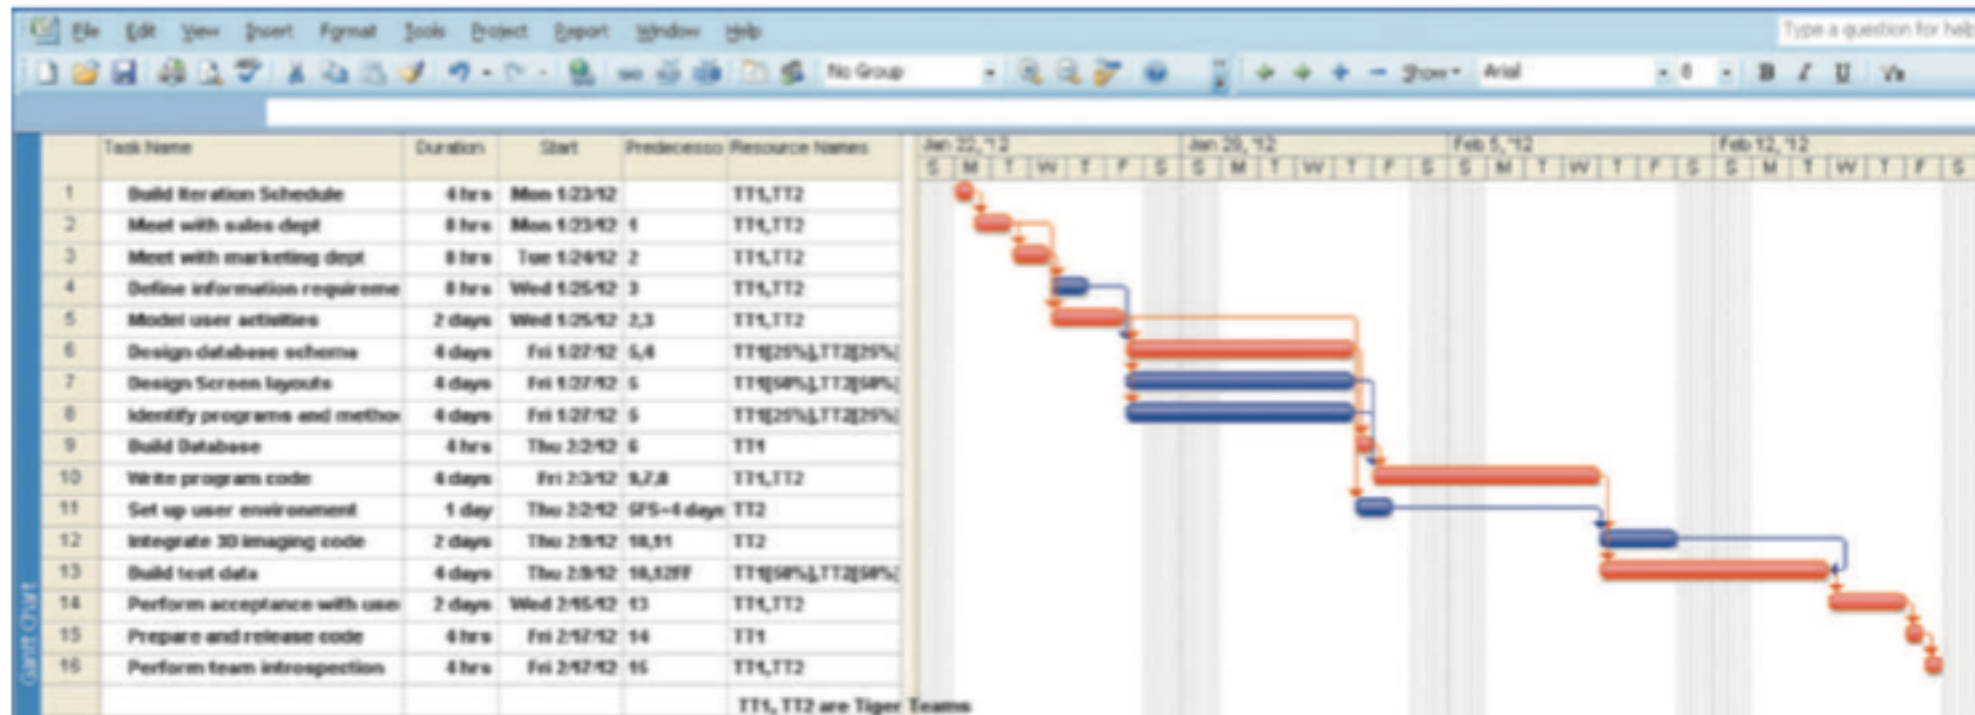 File Edit View Insert Format Tools Project Report Window Help Type a question for help
No Group Show Arial 8 B I U
Task Name Duration Start Predecesso Resource Names Jan 22, '12 Jan 29, '12 Feb 5, '12 Feb 12, '12
S M T W T F S S M T W T F S S M T W T F S S M T W T F S
1 Build Iteration Schedule 4 hrs Mon 1/23/12 TT1,TT2
2 Meet with sales dept 8 hrs Mon 1/23/12 1 TT1,TT2
3 Meet with marketing dept 8 hrs Tue 1/24/12 2 TT1,TT2
4 Define information requireme 8 hrs Wed 1/25/12 3 TT1,TT2
5 Model user activities 2 days Wed 1/25/12 2,3 TT1,TT2
6 Design database schema 4 days Fri 1/27/12 5,4 TT1[25%],TT2[25%]
7 Design Screen layouts 4 days Fri 1/27/12 5 TT1[50%],TT2[50%]
8 Identify programs and metho 4 days Fri 1/27/12 5 TT1[25%],TT2[25%]
9 Build Database 4 hrs Thu 2/2/12 6 TT1
10 Write program code 4 days Fri 2/3/12 9,7,8 TT1,TT2
11 Set up user environment 1 day Thu 2/2/12 5FS+4 days TT2
12 Integrate 3D imaging code 2 days Thu 2/9/12 10,11 TT2
13 Build test data 4 days Thu 2/9/12 10,12FF TT1[50%],TT2[50%]
14 Perform acceptance with use 2 days Wed 2/15/12 13 TT1,TT2
15 Prepare and release code 4 hrs Fri 2/17/12 14 TT1
16 Perform team introspection 4 hrs Fri 2/17/12 15 TT1,TT2
TT1, TT2 are Tiger Teams
Gantt Chart